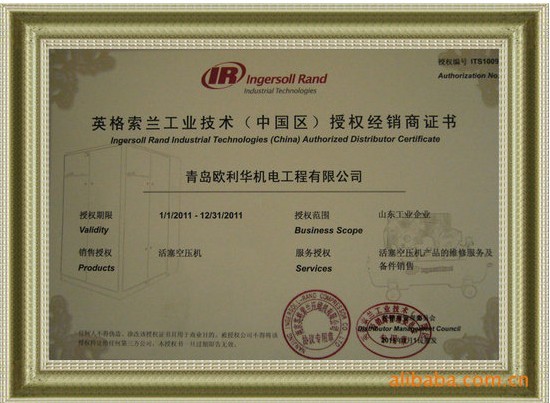 IR Ingersoll Rand
Industrial Technologies
授权编号 ITS1009
Authorization No.
英格索兰工业技术（中国区）授权经销商证书
Ingersoll Rand Industrial Technologies (China) Authorized Distributor Certificate
青岛欧利华机电工程有限公司
授权期限 1/1/2011 - 12/31/2011 授权范围 山东工业企业
Validity Business Scope
销售授权 活塞空压机 服务授权 活塞空压机产品的维修服务及
Products Services 备件销售
Distributor Management Council
协议专用章
alibaba.com.cn